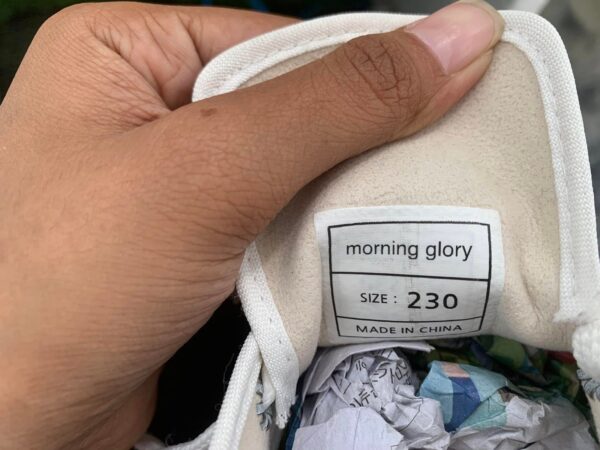 morning glory
SIZE : 230
MADE IN CHINA